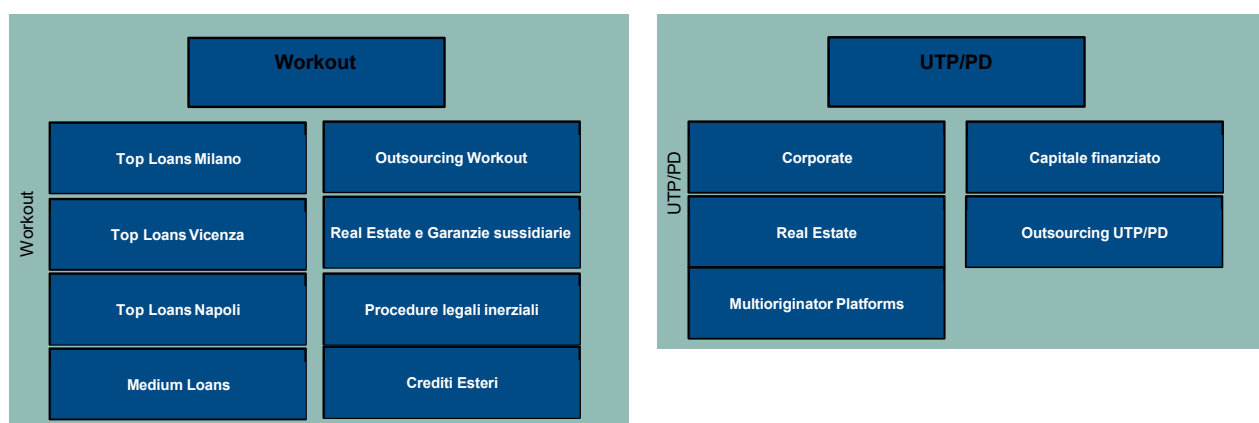 Workout
Workout
Top Loans Milano
Outsourcing Workout
Top Loans Vicenza
Real Estate e Garanzie sussidiarie
Top Loans Napoli
Procedure legali inerziali
Medium Loans
Crediti Esteri
UTP/PD
UTP/PD
Corporate
Capitale finanziato
Real Estate
Outsourcing UTP/PD
Multioriginator Platforms